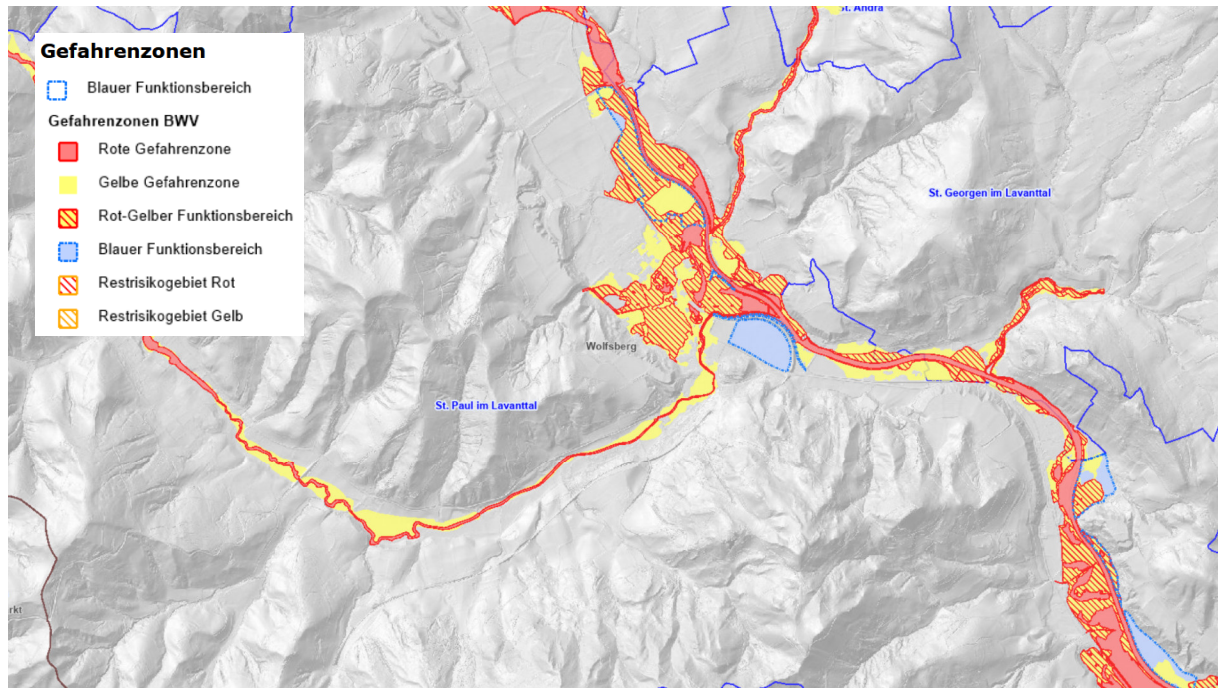 St. Andrä
Gefahrenzonen
Blauer Funktionsbereich
Gefahrenzonen BWV
Rote Gefahrenzone
Gelbe Gefahrenzone
Rot-Gelber Funktionsbereich
Blauer Funktionsbereich
Restrisikogebiet Rot
Restrisikogebiet Gelb
St. Georgen im Lavanttal
Wolfsberg
St. Paul im Lavanttal
rkt